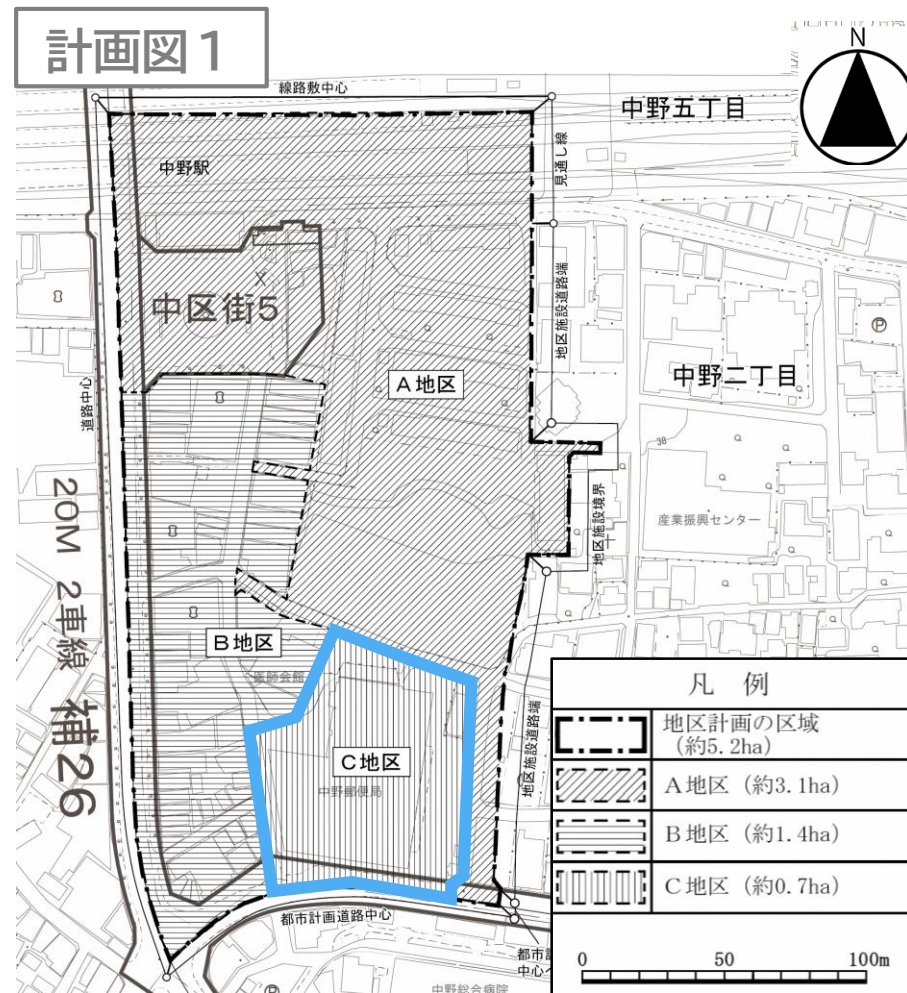 計画図1
N
線路敷中心
中野五丁目
見通し線
中野駅
地区施設道路端
中区街5
A地区
中野二丁目
道路中心
38
産業振興センター
地区施設境界
20M 2車線 補26
B地区
医師会館
C地区
中野郵便局
地区施設道路端
都市計画道路中心
中野総合病院
凡 例
地区計画の区域
(約5.2ha)
A地区 (約3.1ha)
B地区 (約1.4ha)
C地区 (約0.7ha)
0 50 100m